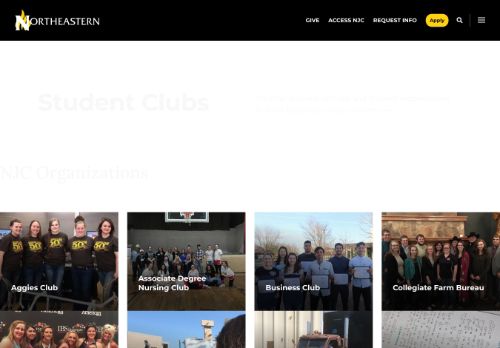 NORTHEASTERN
GIVE ACCESS NJC REQUEST INFO Apply
Student Clubs
NJC Organizations
Aggies Club
Associate Degree
Nursing Club
Business Club
Collegiate Farm Bureau